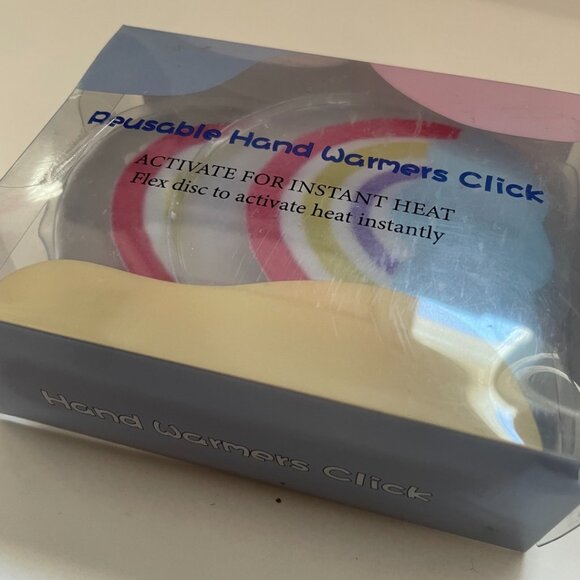 Reusable Hand Warmers Click
ACTIVATE FOR INSTANT HEAT
Flex disc to activate heat instantly
Hand Warmers Click